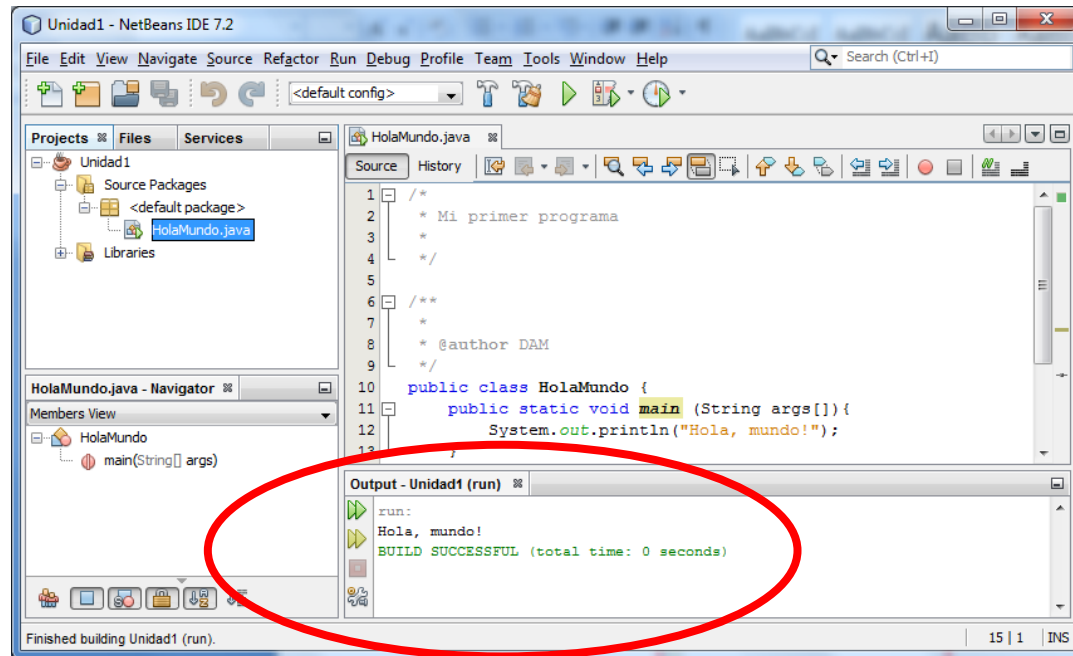 Unidad1 - NetBeans IDE 7.2
File Edit View Navigate Source Refactor Run Debug Profile Team Tools Window Help
Search (Ctrl+I)
<default config>
Projects Files Services
Unidad1
Source Packages
<default package>
HolaMundo.java
Libraries
HolaMundo.java - Navigator
Members View
HolaMundo
main(String[] args)
HolaMundo.java
Source History
1 /*
2 * Mi primer programa
3 *
4 */
5
6 /**
7 *
8 * @author DAM
9 */
10 public class HolaMundo {
11 public static void main (String args[]){
12 System.out.println("Hola, mundo!");
13 }
Output - Unidad1 (run)
run:
Hola, mundo!
BUILD SUCCESSFUL (total time: 0 seconds)
Finished building Unidad1 (run).
15 | 1 INS